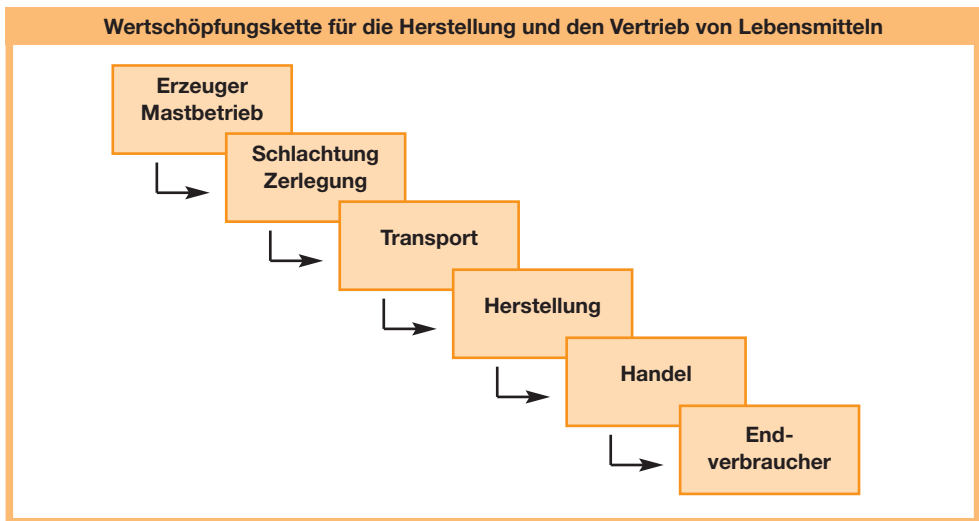 Wertschöpfungskette für die Herstellung und den Vertrieb von Lebensmitteln
Erzeuger
Mastbetrieb
Schlachtung
Zerlegung
Transport
Herstellung
Handel
End-
verbraucher